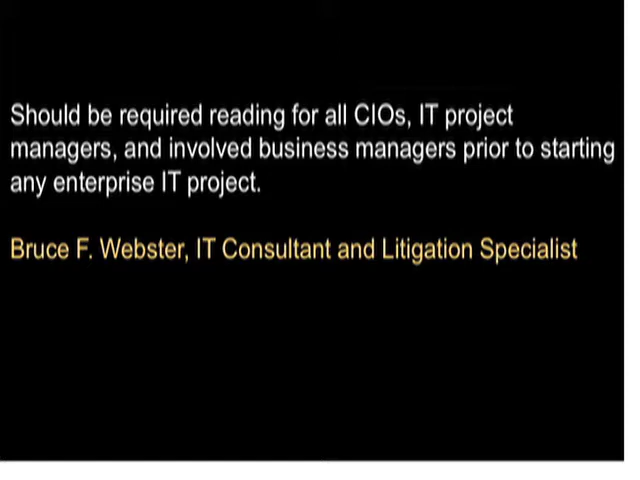 Should be required reading for all CIOs, IT project
managers, and involved business managers prior to starting
any enterprise IT project.
Bruce F. Webster, IT Consultant and Litigation Specialist